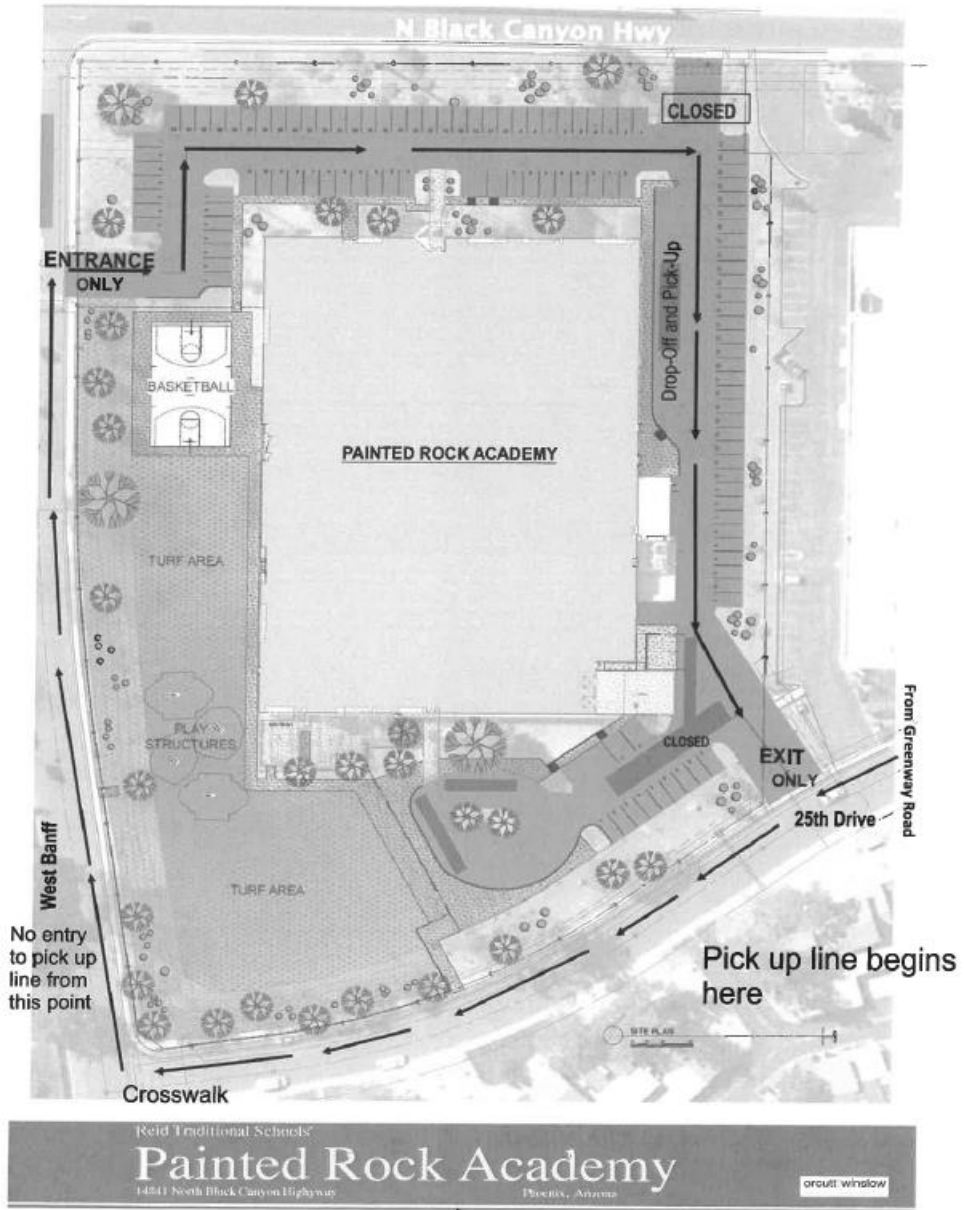 N Black Canyon Hwy
CLOSED
ENTRANCE
ONLY
Drop-Off and Pick-Up
BASKETBALL
PAINTED ROCK ACADEMY
TURF AREA
PLAY
STRUCTURES
CLOSED
EXIT
ONLY
From Greenway Road
25th Drive
West Banff
TURF AREA
No entry
to pick up
line from
this point
Pick up line begins
here
SITE PLAN
Crosswalk
Reid Traditional Schools'
Painted Rock Academy
14841 North Black Canyon Highway
Phoenix, Arizona
orcutt winslow